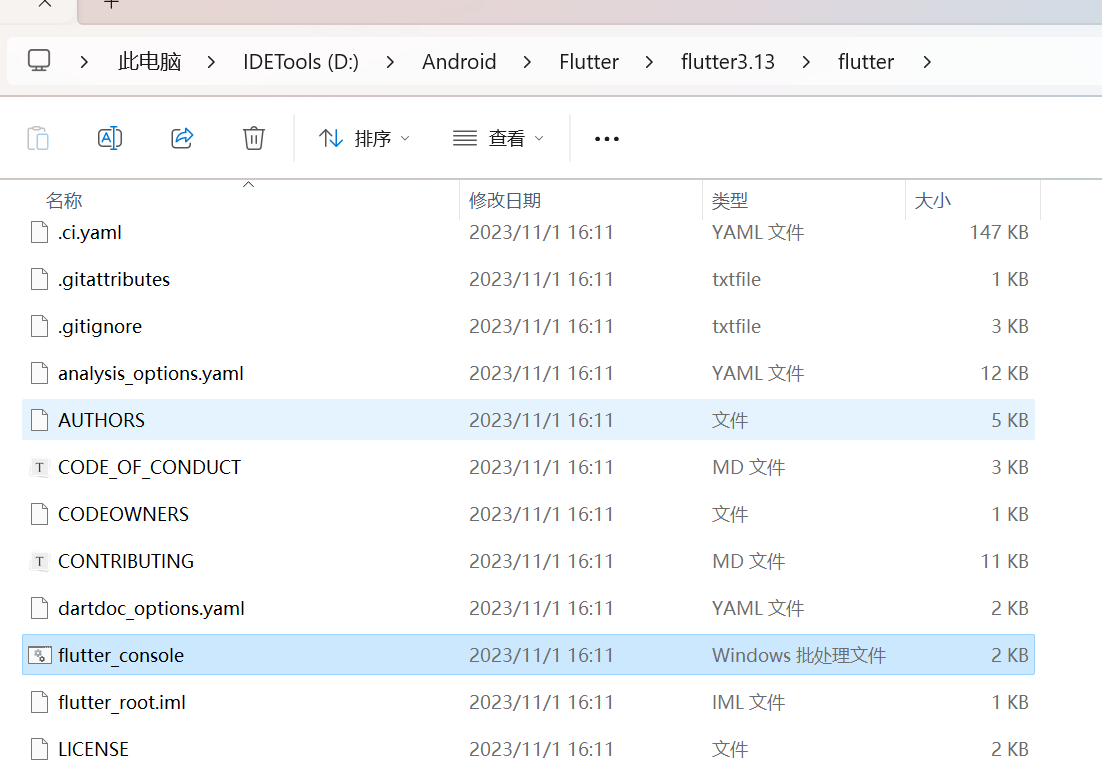 此电脑 > IDETools (D:) > Android > Flutter > flutter3.13 > flutter >
排序 查看
名称 修改日期 类型 大小
.ci.yaml 2023/11/1 16:11 YAML 文件 147 KB
.gitattributes 2023/11/1 16:11 txtfile 1 KB
.gitignore 2023/11/1 16:11 txtfile 3 KB
analysis_options.yaml 2023/11/1 16:11 YAML 文件 12 KB
AUTHORS 2023/11/1 16:11 文件 5 KB
CODE_OF_CONDUCT 2023/11/1 16:11 MD 文件 3 KB
CODEOWNERS 2023/11/1 16:11 文件 1 KB
CONTRIBUTING 2023/11/1 16:11 MD 文件 11 KB
dartdoc_options.yaml 2023/11/1 16:11 YAML 文件 2 KB
flutter_console 2023/11/1 16:11 Windows 批处理文件 2 KB
flutter_root.iml 2023/11/1 16:11 IML 文件 1 KB
LICENSE 2023/11/1 16:11 文件 2 KB